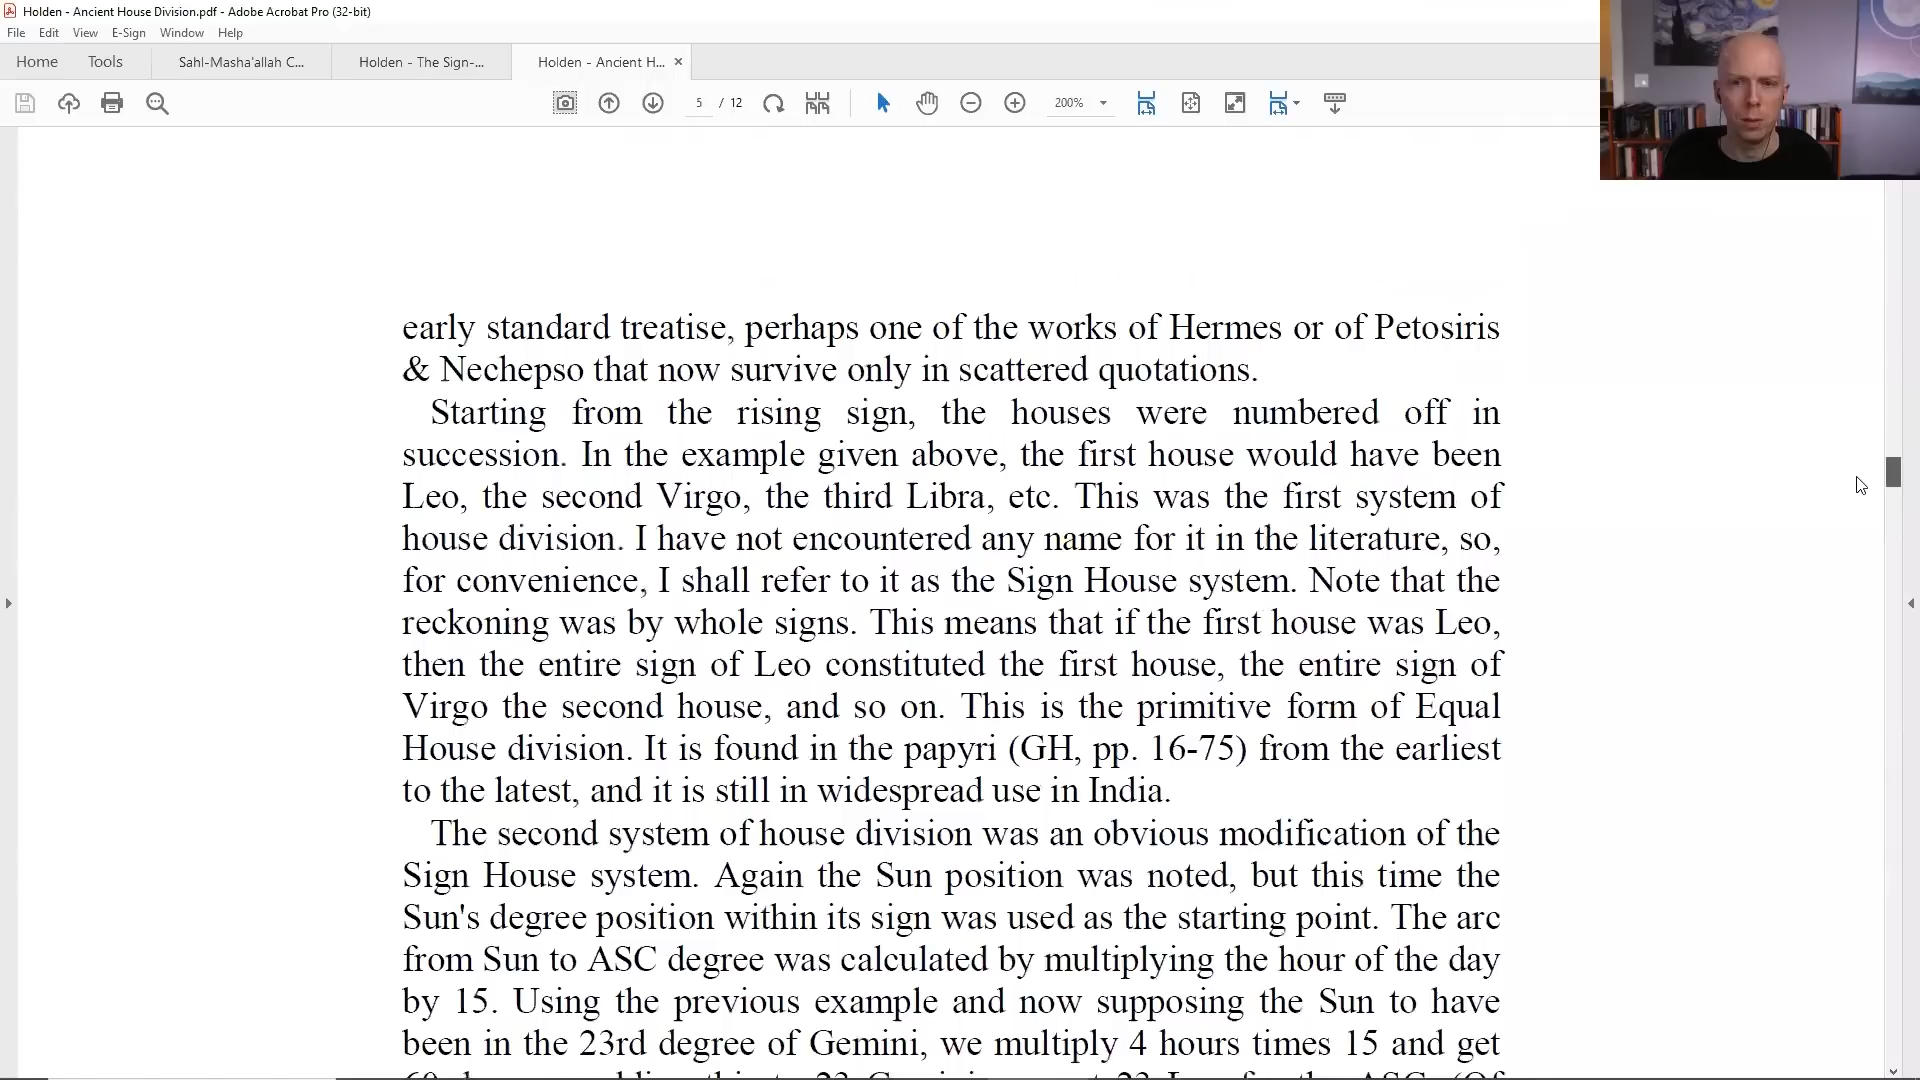 Holden - Ancient House Division.pdf - Adobe Acrobat Pro (32-bit)
File Edit View E-Sign Window Help
Home Tools Sahl-Masha'allah C... Holden - The Sign-... Holden - Ancient H... ×
5 / 12 200%
early standard treatise, perhaps one of the works of Hermes or of Petosiris
& Nechepso that now survive only in scattered quotations.
Starting from the rising sign, the houses were numbered off in
succession. In the example given above, the first house would have been
Leo, the second Virgo, the third Libra, etc. This was the first system of
house division. I have not encountered any name for it in the literature, so,
for convenience, I shall refer to it as the Sign House system. Note that the
reckoning was by whole signs. This means that if the first house was Leo,
then the entire sign of Leo constituted the first house, the entire sign of
Virgo the second house, and so on. This is the primitive form of Equal
House division. It is found in the papyri (GH, pp. 16-75) from the earliest
to the latest, and it is still in widespread use in India.
The second system of house division was an obvious modification of the
Sign House system. Again the Sun position was noted, but this time the
Sun's degree position within its sign was used as the starting point. The arc
from Sun to ASC degree was calculated by multiplying the hour of the day
by 15. Using the previous example and now supposing the Sun to have
been in the 23rd degree of Gemini, we multiply 4 hours times 15 and get